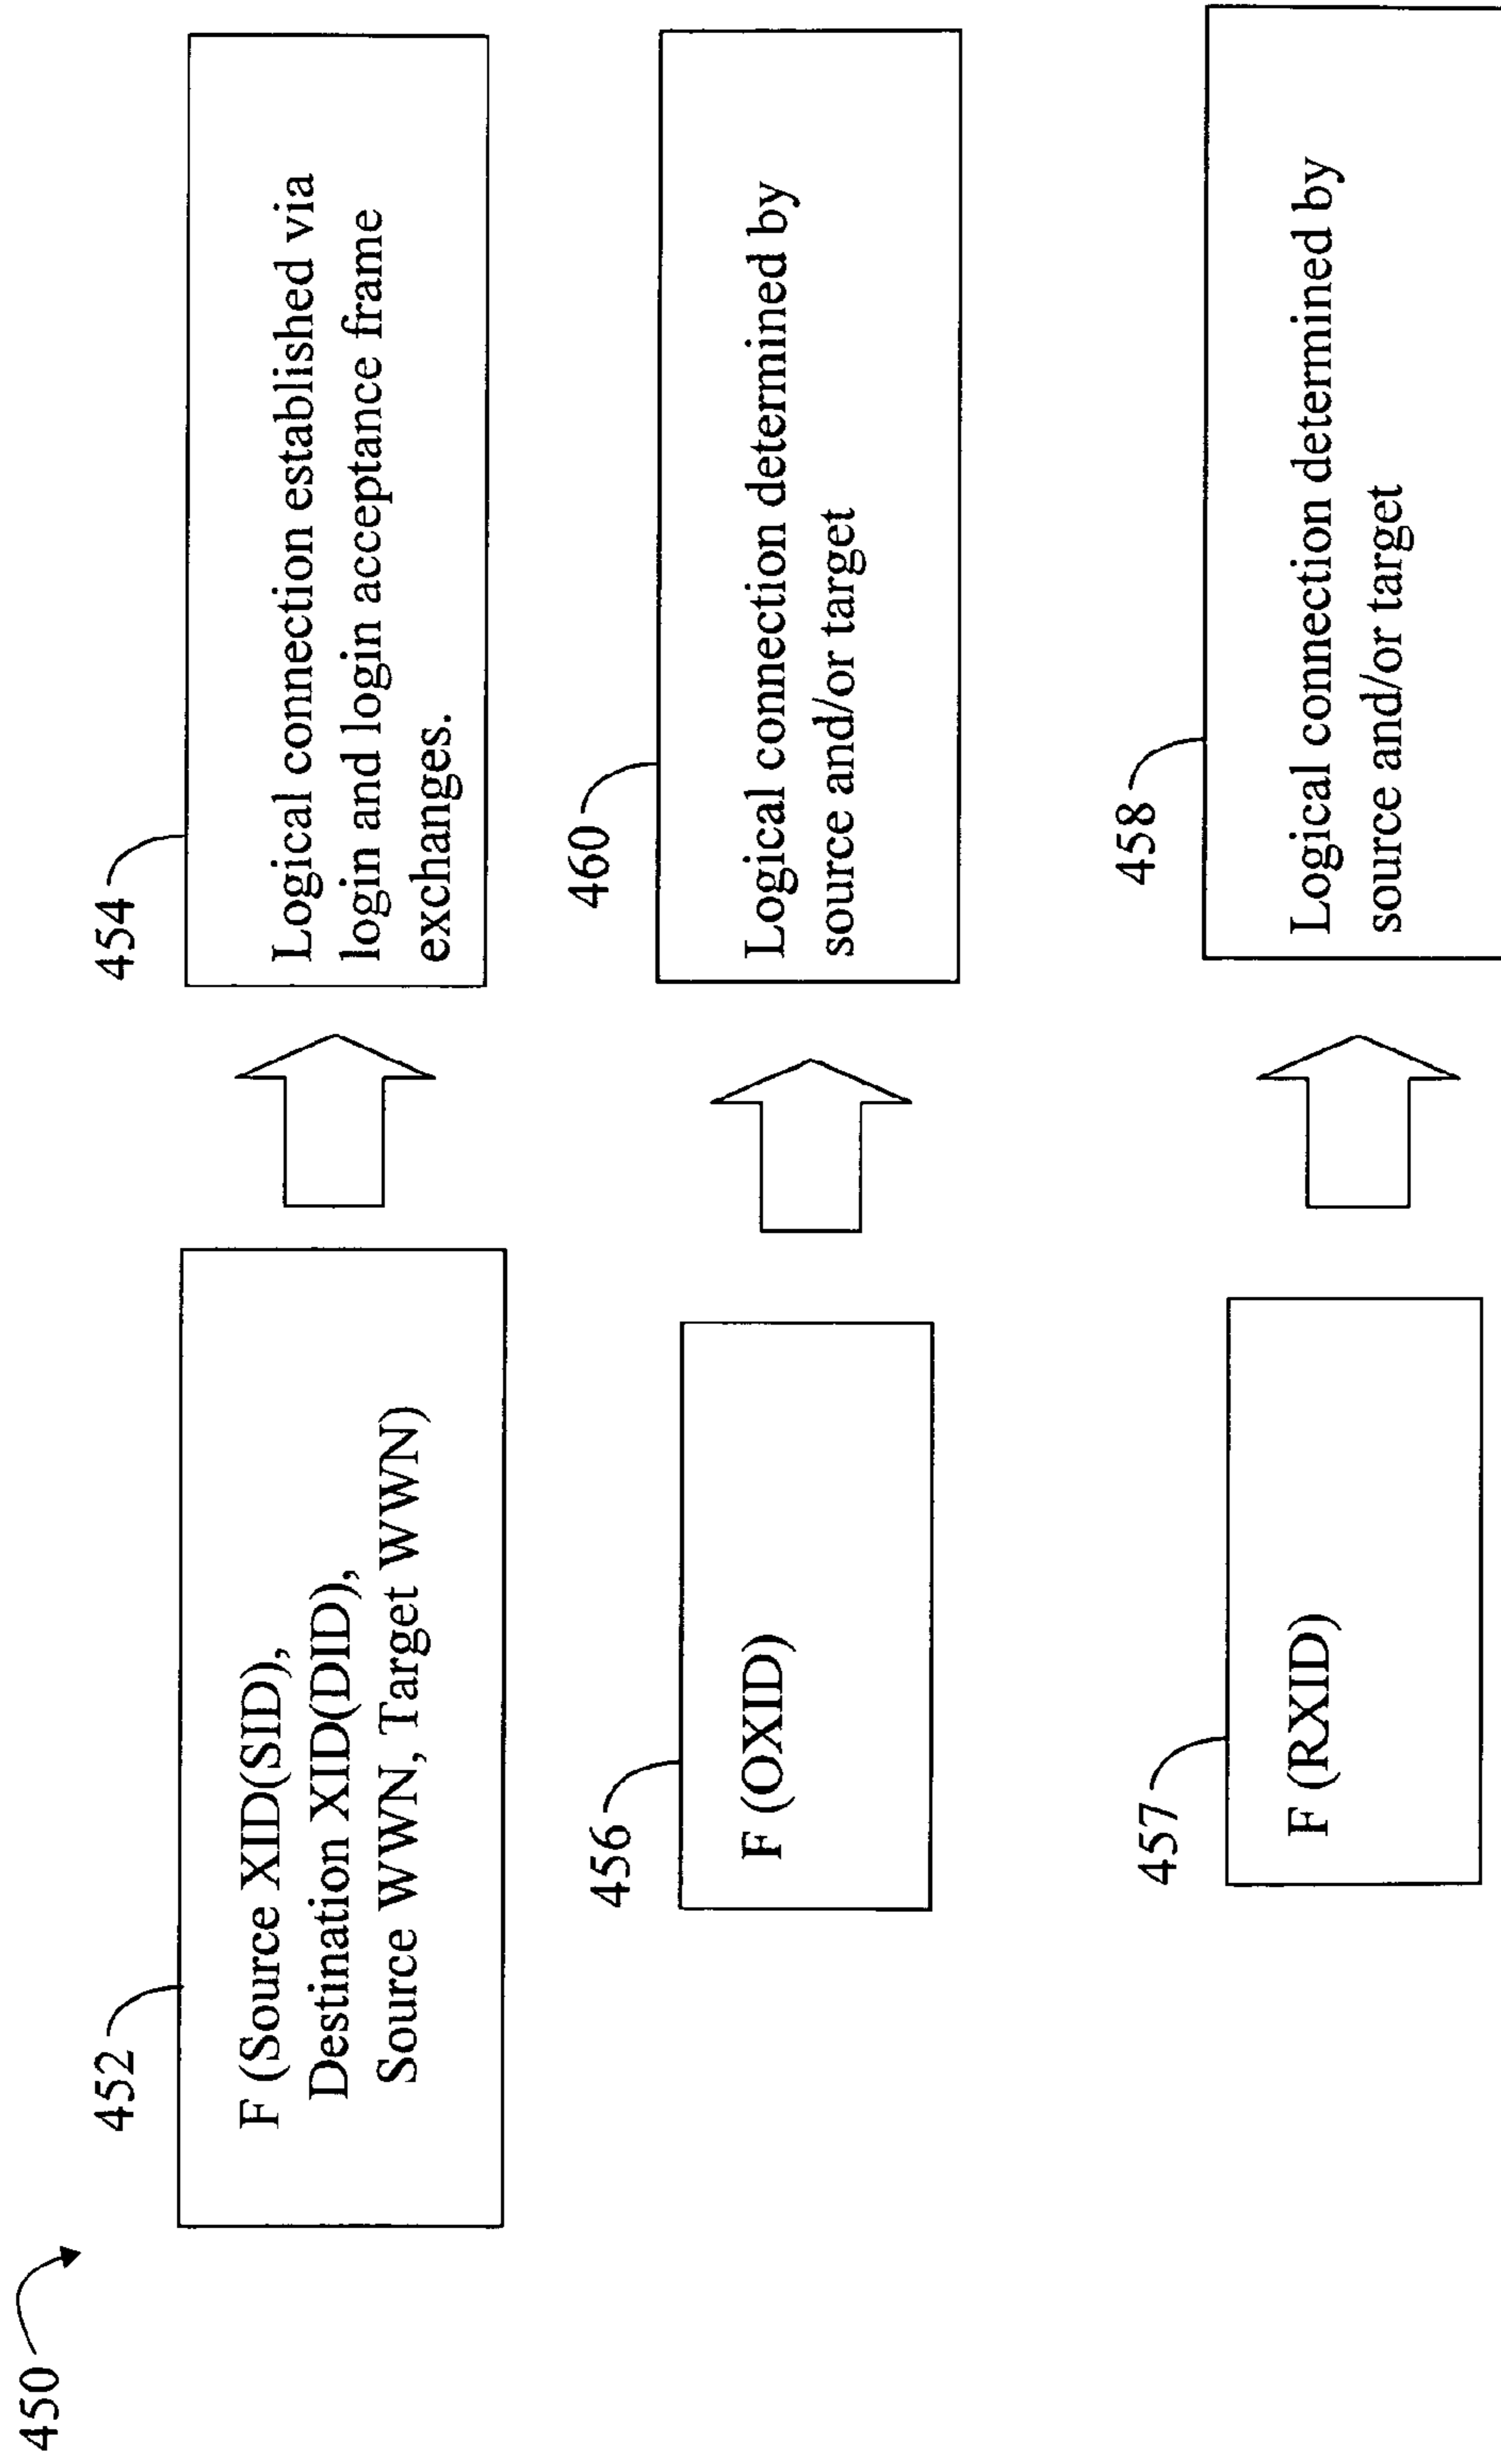 450
452
F (Source XID(SID),
Destination XID(DID),
Source WWN, Target WWN)
454
Logical connection established via
login and login acceptance frame
exchanges.
456
F (OXID)
460
Logical connection determined by
source and/or target
457
F (RXID)
458
Logical connection determined by
source and/or target